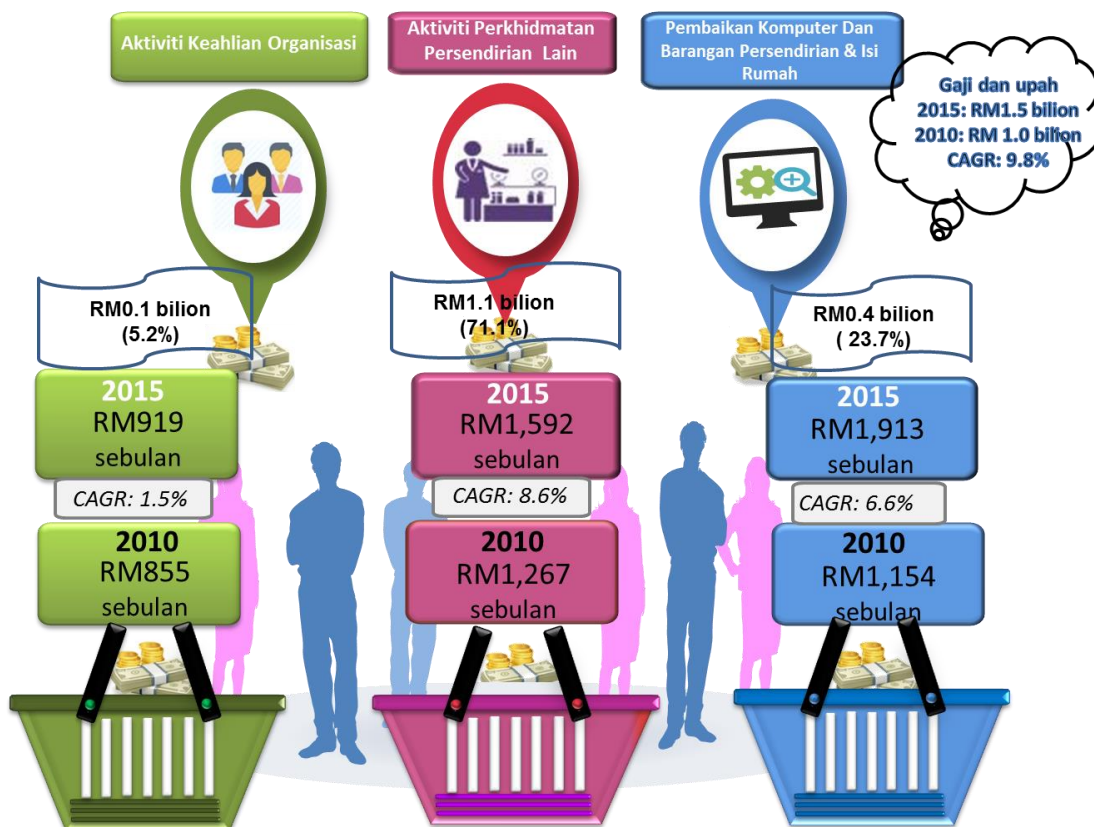 Aktiviti Keahlian Organisasi
Aktiviti Perkhidmatan
Persendirian Lain
Pembaikan Komputer Dan
Barangan Persendirian & Isi
Rumah
Gaji dan upah
2015: RM1.5 bilion
2010: RM 1.0 bilion
CAGR: 9.8%
RM0.1 bilion
(5.2%)
RM1.1 bilion
(71.1%)
RM0.4 bilion
( 23.7%)
2015
RM919
sebulan
CAGR: 1.5%
2010
RM855
sebulan
2015
RM1,592
sebulan
CAGR: 8.6%
2010
RM1,267
sebulan
2015
RM1,913
sebulan
CAGR: 6.6%
2010
RM1,154
sebulan